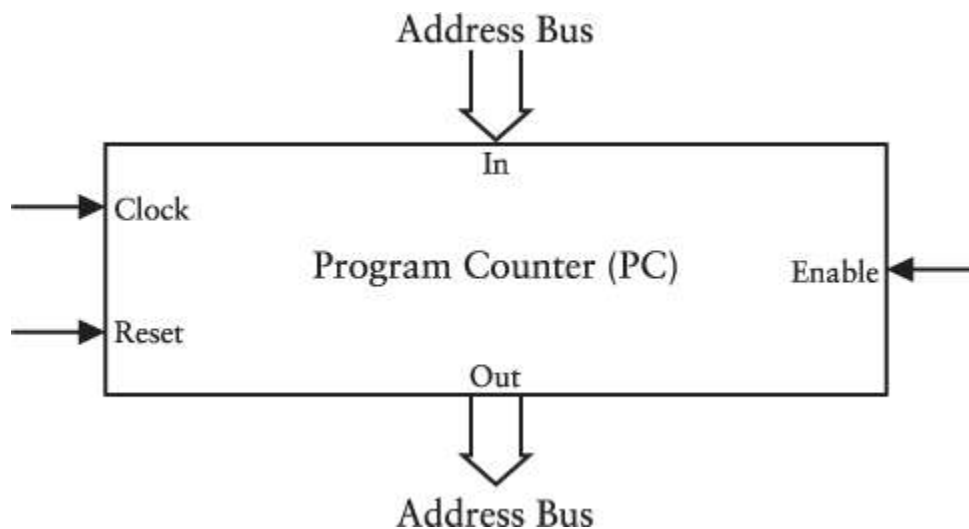 Address Bus
In
Clock
Program Counter (PC)
Enable
Reset
Out
Address Bus